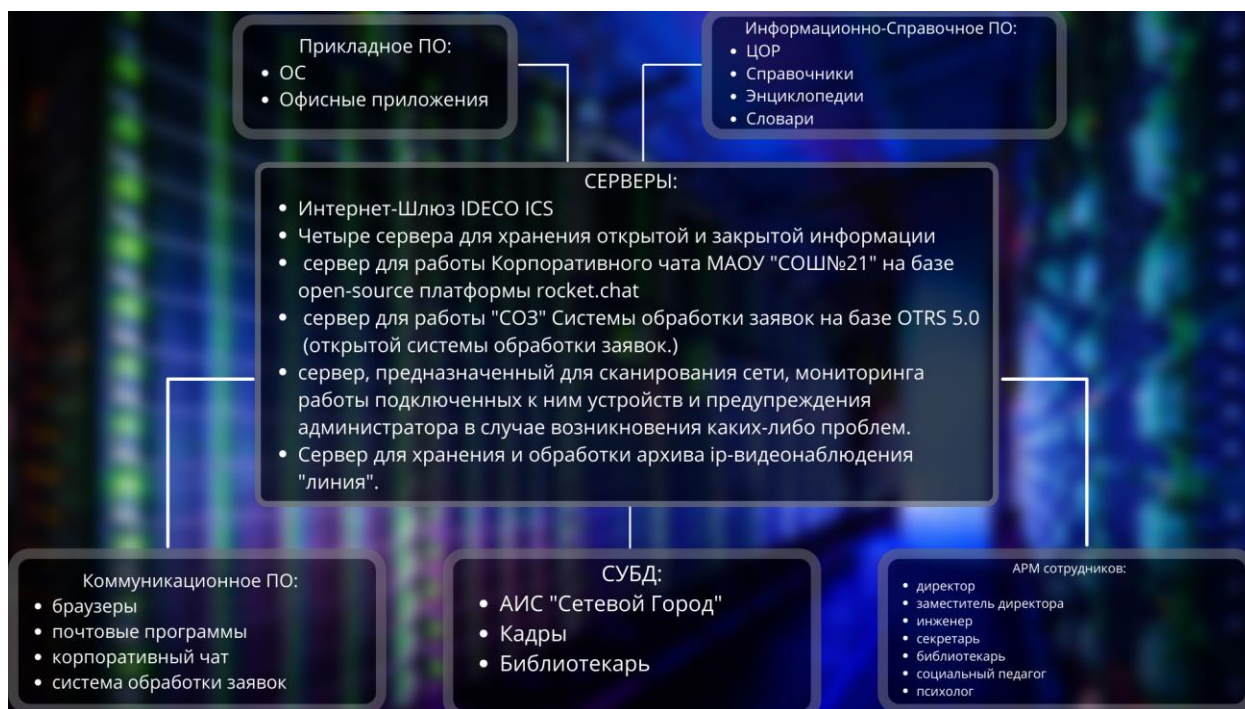 Прикладное ПО:
• ОС
• Офисные приложения
Информационно-Справочное ПО:
• ЦОР
• Справочники
• Энциклопедии
• Словари
СЕРВЕРЫ:
• Интернет-Шлюз IDECO ICS
• Четыре сервера для хранения открытой и закрытой информации
• сервер для работы Корпоративного чата МАОУ "СОШ№21" на базе
open-source платформы rocket.chat
• сервер для работы "СОЗ" Системы обработки заявок на базе OTRS 5.0
(открытой системы обработки заявок.)
• сервер, предназначенный для сканирования сети, мониторинга
работы подключенных к ним устройств и предупреждения
администратора в случае возникновения каких-либо проблем.
• Сервер для хранения и обработки архива ip-видеонаблюдения
"линия".
Коммуникационное ПО:
• браузеры
• почтовые программы
• корпоративный чат
• система обработки заявок
СУБД:
• АИС "Сетевой Город"
• Кадры
• Библиотекарь
АРМ сотрудников:
• директор
• заместитель директора
• инженер
• секретарь
• библиотекарь
• социальный педагог
• психолог